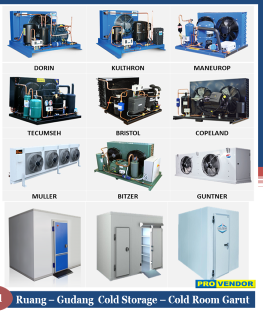 DORIN KULTHRON MANEUROP
TECUMSEH BRISTOL COPELAND
MULLER BITZER GUNTNER
PROVENDOR
Ruang – Gudang Cold Storage – Cold Room Garut